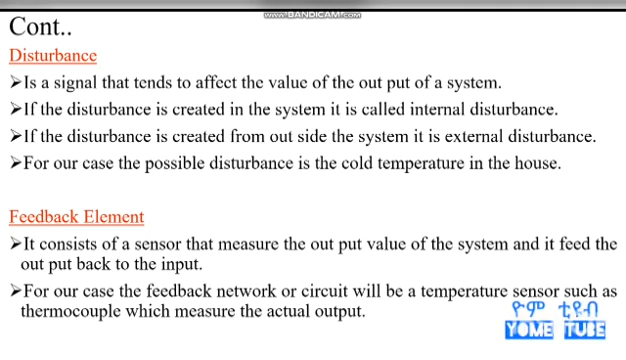 www.BANDICAM.com
Cont..
Disturbance
➢Is a signal that tends to affect the value of the out put of a system.
➢If the disturbance is created in the system it is called internal disturbance.
➢If the disturbance is created from out side the system it is external disturbance.
➢For our case the possible disturbance is the cold temperature in the house.
Feedback Element
➢It consists of a sensor that measure the out put value of the system and it feed the
out put back to the input.
➢For our case the feedback network or circuit will be a temperature sensor such as
thermocouple which measure the actual output.
ዮሜ ቲዩብ
YOME TUBE